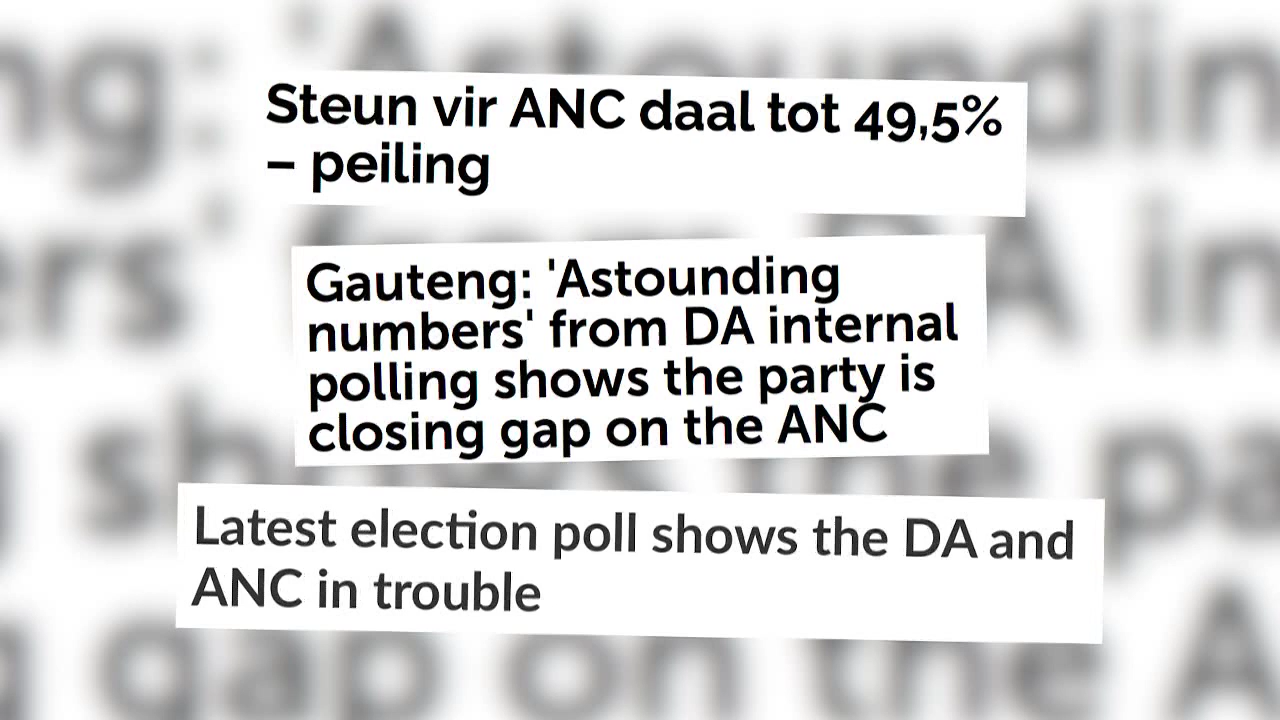 Steun vir ANC daal tot 49,5%
– peiling
Gauteng: 'Astounding
numbers' from DA internal
polling shows the party is
closing gap on the ANC
Latest election poll shows the DA and
ANC in trouble